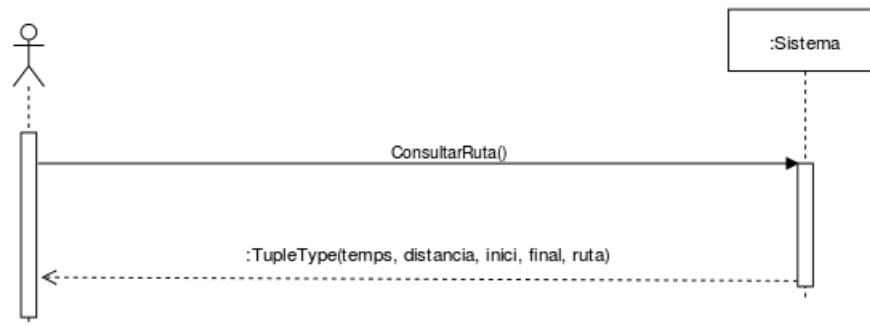 :Sistema
ConsultarRuta()
:TupleType(temps, distancia, inici, final, ruta)